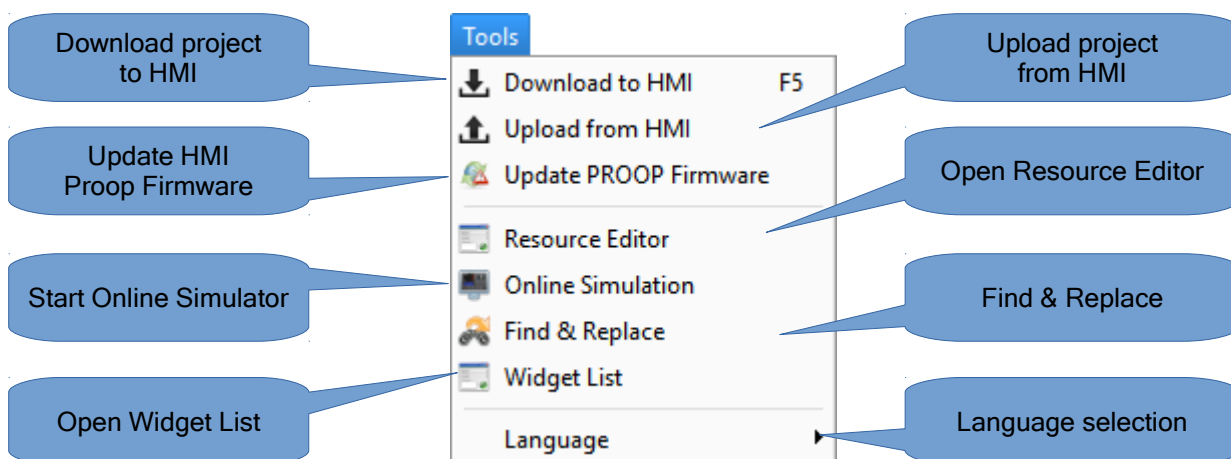 Download project
to HMI
Update HMI
Proop Firmware
Start Online Simulator
Open Widget List
Tools
Download to HMI F5
Upload from HMI
Update PROOP Firmware
Resource Editor
Online Simulation
Find & Replace
Widget List
Language
Upload project
from HMI
Open Resource Editor
Find & Replace
Language selection